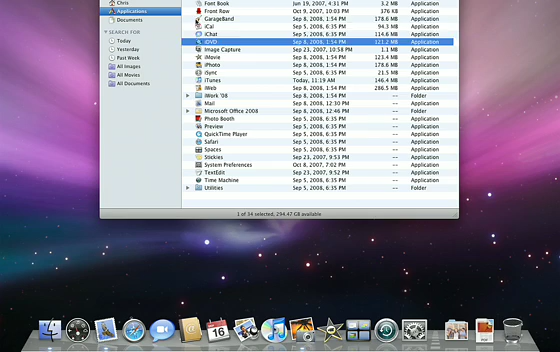 Chris
Applications
Documents
SEARCH FOR
Today
Yesterday
Past Week
All Images
All Movies
All Documents
Font Book Jun 19, 2007, 4:31 PM 3.2 MB Application
Front Row Oct 9, 2007, 10:03 PM 376 KB Application
GarageBand Sep 8, 2008, 1:54 PM 178.6 MB Application
iCal Sep 5, 2008, 6:35 PM 94.3 MB Application
iChat Sep 5, 2008, 6:35 PM 114.6 MB Application
iDVD Sep 8, 2008, 1:54 PM 121.2 MB Application
Image Capture Sep 23, 2007, 10:58 PM 1.1 MB Application
iMovie Sep 8, 2008, 1:54 PM 123.4 MB Application
iPhoto Sep 8, 2008, 1:54 PM 178.6 MB Application
iSync Sep 5, 2008, 6:35 PM 21.5 MB Application
iTunes Today, 11:19 AM 146.4 MB Application
iWeb Sep 8, 2008, 1:54 PM 286.5 MB Application
iWork '08 Sep 8, 2008, 1:54 PM -- Folder
Mail Sep 8, 2008, 12:30 PM -- Application
Microsoft Office 2008 Sep 8, 2008, 12:46 PM -- Folder
Photo Booth Sep 5, 2008, 6:35 PM -- Application
Preview Sep 5, 2008, 6:35 PM -- Application
QuickTime Player Sep 5, 2008, 6:35 PM -- Application
Safari Sep 5, 2008, 6:35 PM -- Application
Spaces Sep 5, 2008, 6:35 PM -- Application
Stickies Sep 23, 2007, 9:53 PM -- Application
System Preferences Oct 8, 2007, 7:02 PM -- Application
TextEdit Sep 23, 2007, 9:52 PM -- Application
Time Machine Sep 5, 2008, 6:35 PM -- Application
Utilities Sep 5, 2008, 6:35 PM -- Folder
1 of 34 selected, 294.47 GB available
16
PDF